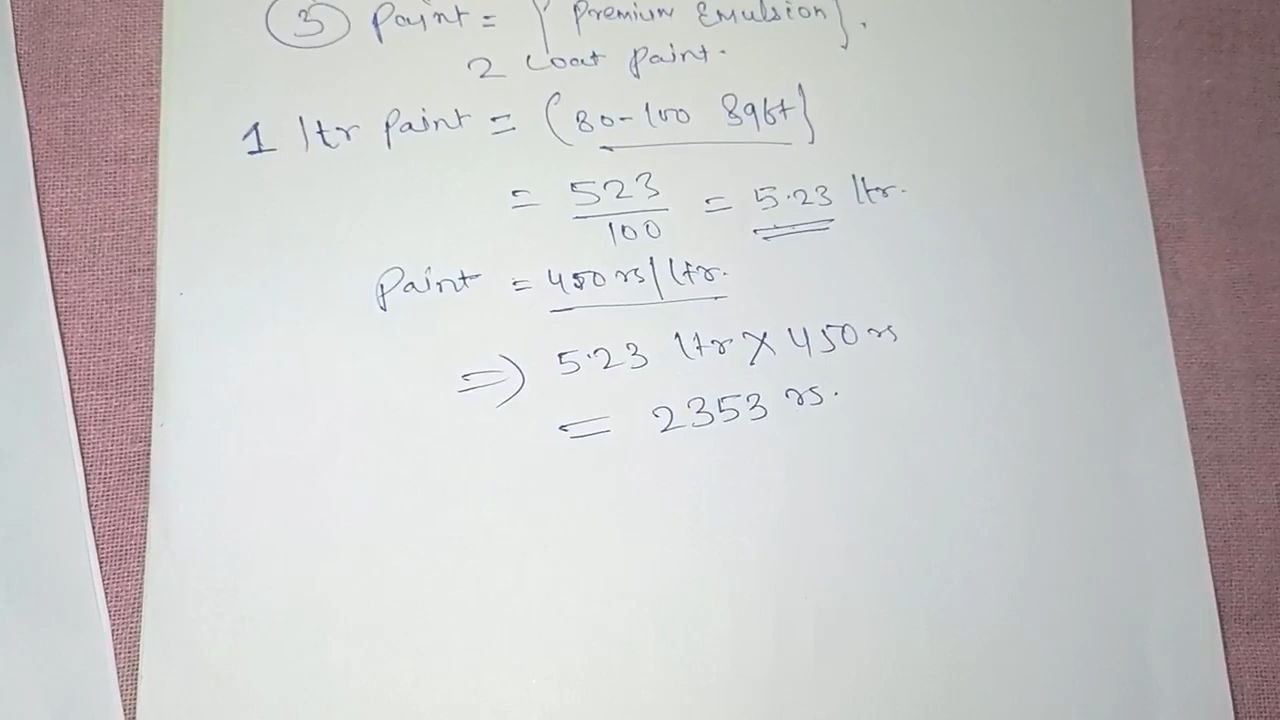 ③ Paint = { Premium Emulsion}.
2 Coat Paint.
1 ltr Paint = (80-100 sqft}
= 523/100 = 5.23 ltr.
Paint = 450 rs/ltr.
=> 5.23 ltr X 450 rs
= 2353 rs.